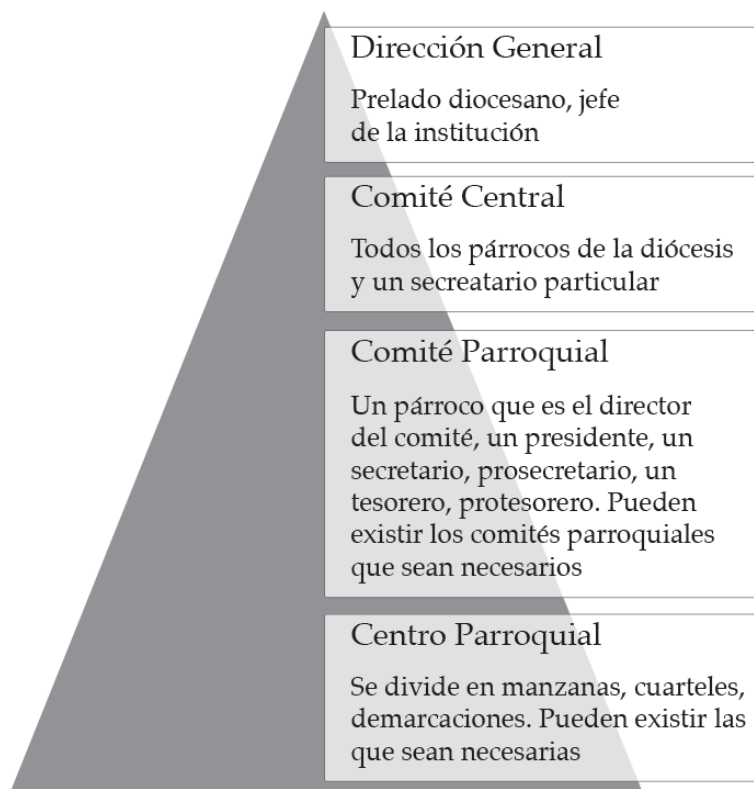 Dirección General
Prelado diocesano, jefe
de la institución
Comité Central
Todos los párrocos de la diócesis
y un secreatario particular
Comité Parroquial
Un párroco que es el director
del comité, un presidente, un
secretario, prosecretario, un
tesorero, protesorero. Pueden
existir los comités parroquiales
que sean necesarios
Centro Parroquial
Se divide en manzanas, cuarteles,
demarcaciones. Pueden existir las
que sean necesarias